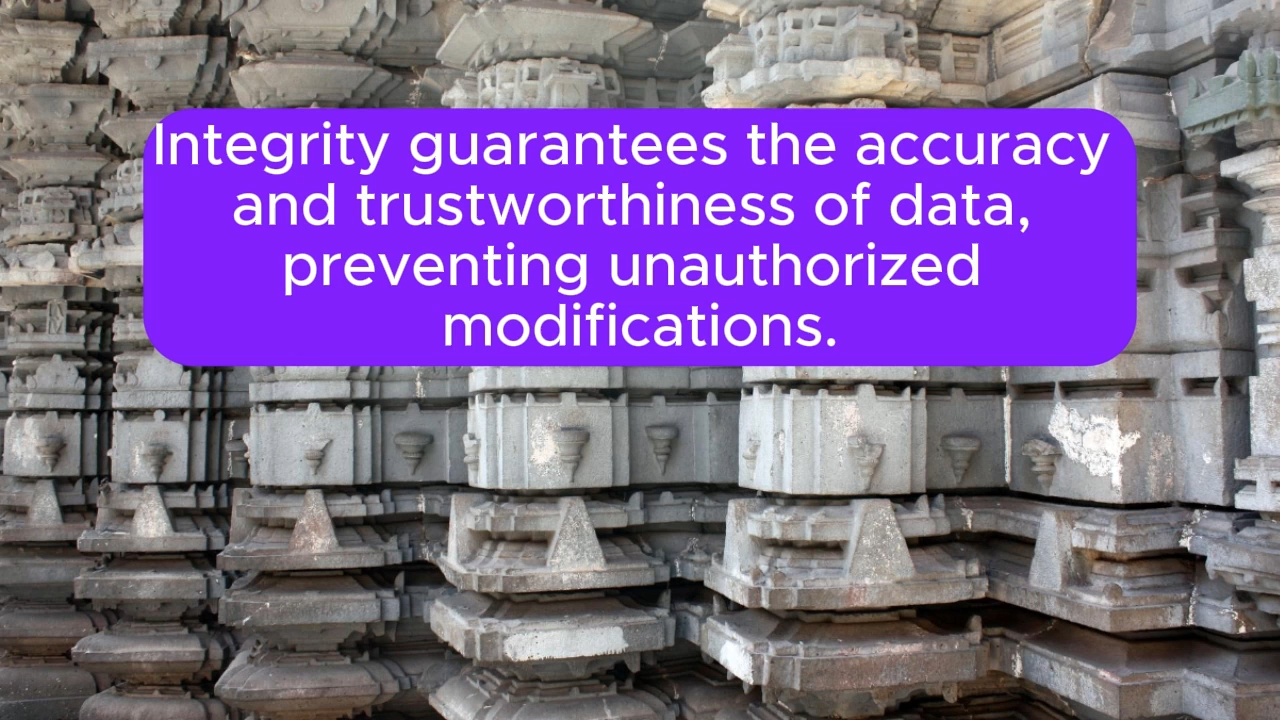 Integrity guarantees the accuracy
and trustworthiness of data,
preventing unauthorized
modifications.